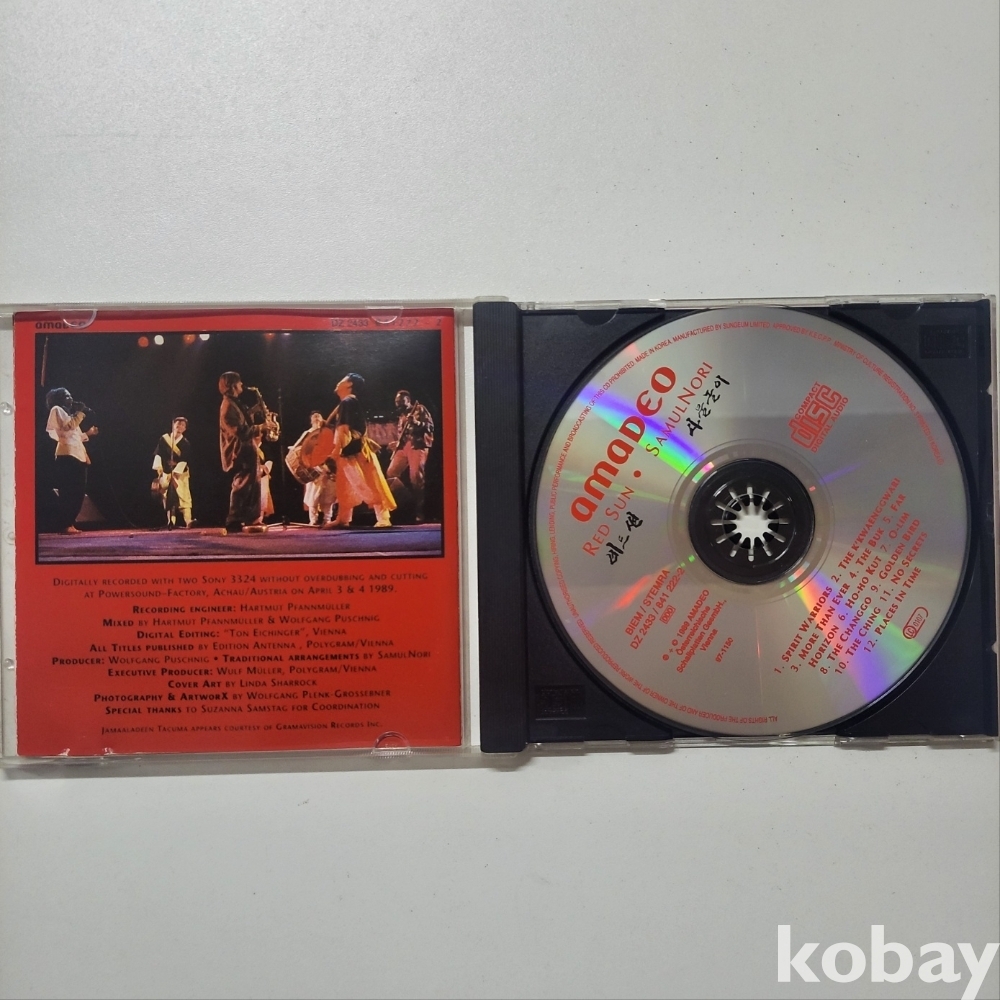 amadeo
DZ 2433
DIGITALLY RECORDED WITH TWO SONY 3324 WITHOUT OVERDUBBING AND CUTTING
AT POWERSOUND-FACTORY, ACHAU/AUSTRIA ON APRIL 3 & 4 1989.
RECORDING ENGINEER: HARTMUT PFANNMÜLLER
MIXED BY HARTMUT PFANNMÜLLER & WOLFGANG PUSCHNIG
DIGITAL EDITING: "TON EICHINGER", VIENNA
ALL TITLES PUBLISHED BY EDITION ANTENNA , POLYGRAM/VIENNA
PRODUCER: WOLFGANG PUSCHNIG • TRADITIONAL ARRANGEMENTS BY SAMULNORI
EXECUTIVE PRODUCER: WULF MÜLLER, POLYGRAM/VIENNA
COVER ART BY LINDA SHARROCK
PHOTOGRAPHY & ARTWORX BY WOLFGANG PLENK-GROSSEBNER
SPECIAL THANKS TO SUZANNA SAMSTAG FOR COORDINATION
JAMAALADEEN TACUMA APPEARS COURTESY OF GRAMAVISION RECORDS INC.
amadeo
RED SUN • SAMULNORI
레드 썬 사물놀이
COMPACT
disc
DIGITAL AUDIO
BIEM / STEMRA
DZ 2433 / 841 222-2
1. SPIRIT WARRIORS 2. THE K'KWAENGGWARI
3. MORE THAN EVER 4. THE BUK 5. FAR
HORIZON 6. HO-HO KUT 7. O-LIM
8. THE CHANGGO 9. GOLDEN BIRD
10. THE CHING 11. NO SECRETS
12. PLACES IN TIME
kobay